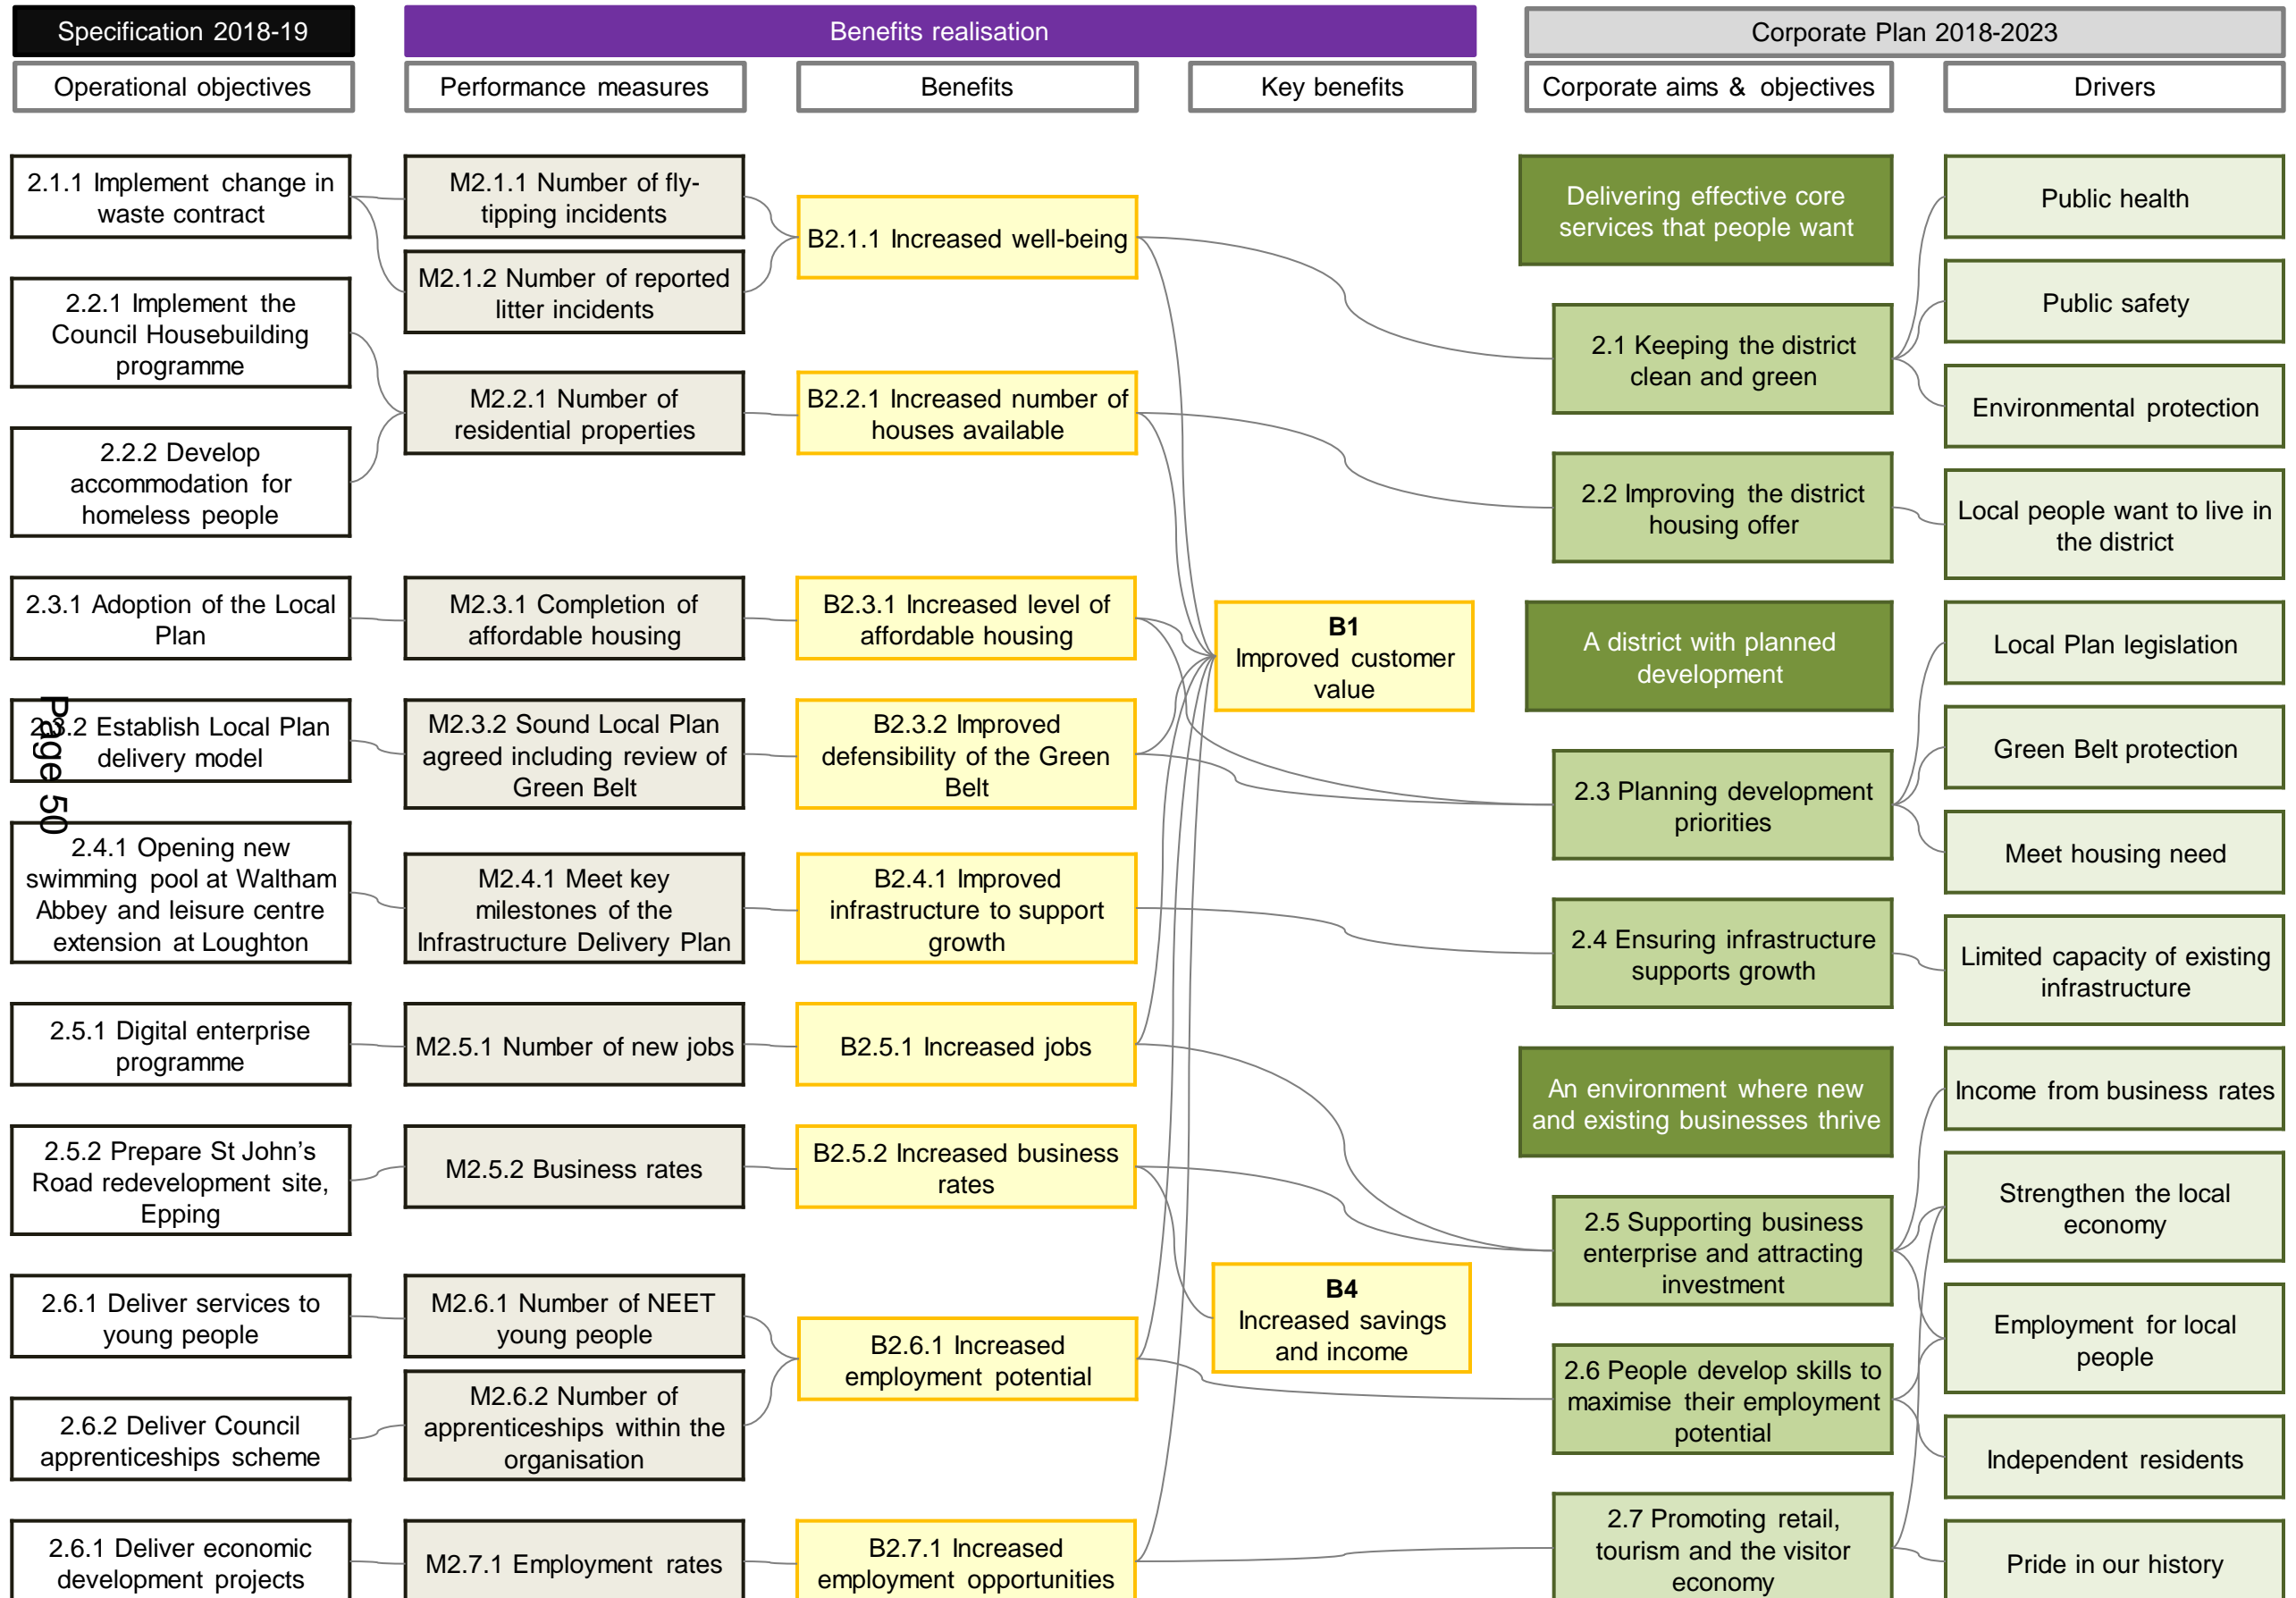 Specification 2018-19
Benefits realisation
Corporate Plan 2018-2023
Operational objectives
Performance measures
Benefits
Key benefits
Corporate aims & objectives
Drivers
2.1.1 Implement change in
waste contract
2.2.1 Implement the
Council Housebuilding
programme
2.2.2 Develop
accommodation for
homeless people
2.3.1 Adoption of the Local
Plan
2.3.2 Establish Local Plan
delivery model
Page 50
2.4.1 Opening new
swimming pool at Waltham
Abbey and leisure centre
extension at Loughton
2.5.1 Digital enterprise
programme
2.5.2 Prepare St John’s
Road redevelopment site,
Epping
2.6.1 Deliver services to
young people
2.6.2 Deliver Council
apprenticeships scheme
2.6.1 Deliver economic
development projects
M2.1.1 Number of fly-
tipping incidents
M2.1.2 Number of reported
litter incidents
M2.2.1 Number of
residential properties
M2.3.1 Completion of
affordable housing
M2.3.2 Sound Local Plan
agreed including review of
Green Belt
M2.4.1 Meet key
milestones of the
Infrastructure Delivery Plan
M2.5.1 Number of new jobs
M2.5.2 Business rates
M2.6.1 Number of NEET
young people
M2.6.2 Number of
apprenticeships within the
organisation
M2.7.1 Employment rates
B2.1.1 Increased well-being
B2.2.1 Increased number of
houses available
B2.3.1 Increased level of
affordable housing
B2.3.2 Improved
defensibility of the Green
Belt
B2.4.1 Improved
infrastructure to support
growth
B2.5.1 Increased jobs
B2.5.2 Increased business
rates
B2.6.1 Increased
employment potential
B2.7.1 Increased
employment opportunities
B1
Improved customer
value
B4
Increased savings
and income
Delivering effective core
services that people want
2.1 Keeping the district
clean and green
2.2 Improving the district
housing offer
A district with planned
development
2.3 Planning development
priorities
2.4 Ensuring infrastructure
supports growth
An environment where new
and existing businesses thrive
2.5 Supporting business
enterprise and attracting
investment
2.6 People develop skills to
maximise their employment
potential
2.7 Promoting retail,
tourism and the visitor
economy
Public health
Public safety
Environmental protection
Local people want to live in
the district
Local Plan legislation
Green Belt protection
Meet housing need
Limited capacity of existing
infrastructure
Income from business rates
Strengthen the local
economy
Employment for local
people
Independent residents
Pride in our history